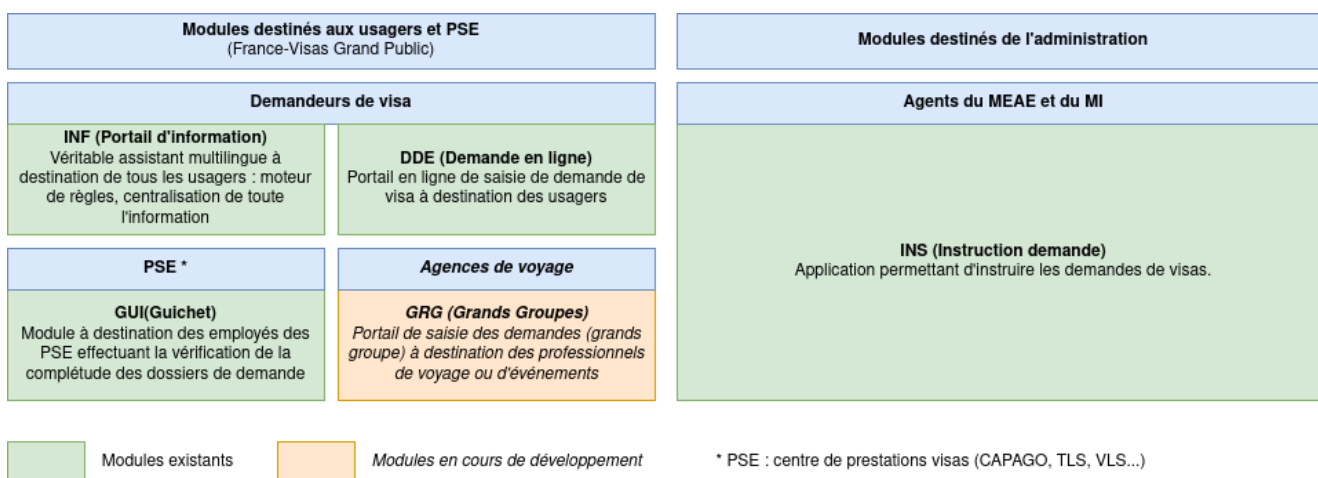 Modules destinés aux usagers et PSE
(France-Visas Grand Public)
Modules destinés de l'administration
Demandeurs de visa
Agents du MEAE et du MI
INF (Portail d'information)
Véritable assistant multilingue à
destination de tous les usagers : moteur
de règles, centralisation de toute
l'information
DDE (Demande en ligne)
Portail en ligne de saisie de demande de
visa à destination des usagers
INS (Instruction demande)
Application permettant d'instruire les demandes de visas.
PSE *
Agences de voyage
GUI(Guichet)
Module à destination des employés des
PSE effectuant la vérification de la
complétude des dossiers de demande
GRG (Grands Groupes)
Portail de saisie des demandes (grands
groupe) à destination des professionnels
de voyage ou d'événements
Modules existants
Modules en cours de développement
* PSE : centre de prestations visas (CAPAGO, TLS, VLS...)